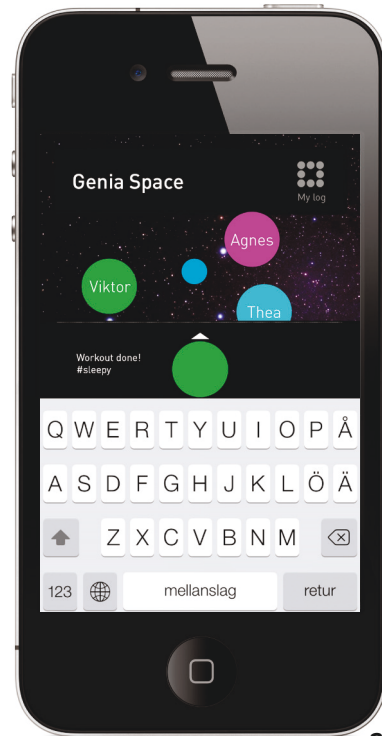 Genia Space
My log
Agnes
Viktor
Thea
Workout done!
#sleepy
Q W E R T Y U I O P Å
A S D F G H J K L Ö Ä
Z X C V B N M
123 mellanslag retur